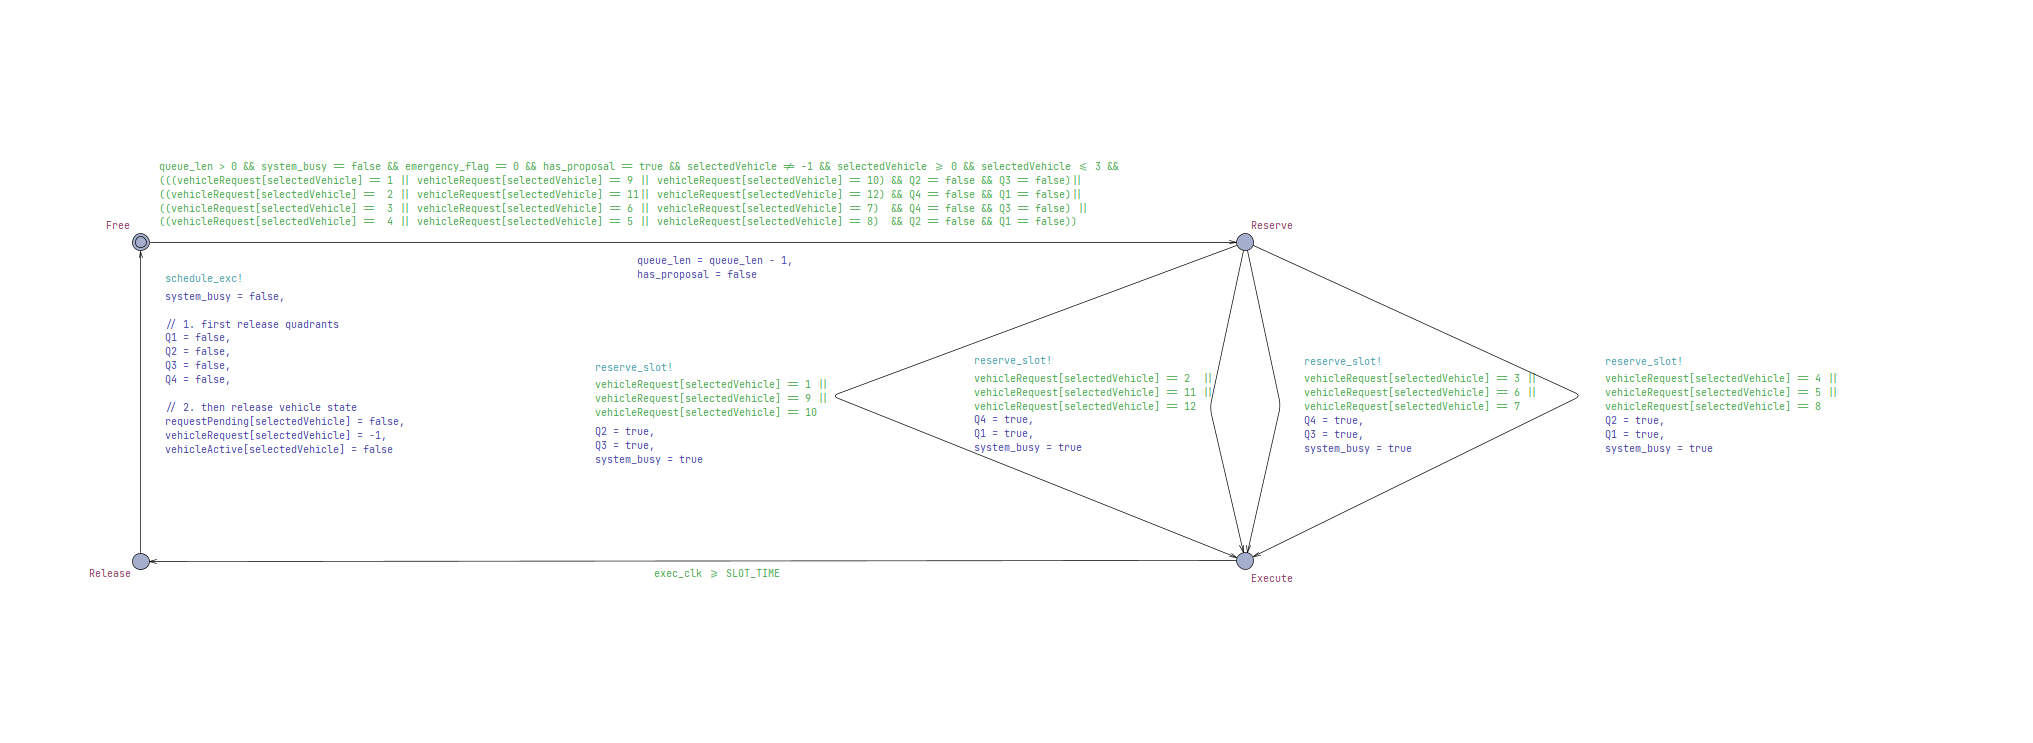 queue_len > 0 && system_busy == false && emergency_flag == 0 && has_proposal == true && selectedVehicle ≠ -1 && selectedVehicle ⩾ 0 && selectedVehicle ⩽ 3 &&
(((vehicleRequest[selectedVehicle] == 1 || vehicleRequest[selectedVehicle] == 9 || vehicleRequest[selectedVehicle] == 10) && Q2 == false && Q3 == false)||
((vehicleRequest[selectedVehicle] == 2 || vehicleRequest[selectedVehicle] == 11|| vehicleRequest[selectedVehicle] == 12) && Q4 == false && Q1 == false)||
((vehicleRequest[selectedVehicle] == 3 || vehicleRequest[selectedVehicle] == 6 || vehicleRequest[selectedVehicle] == 7) && Q4 == false && Q3 == false) ||
((vehicleRequest[selectedVehicle] == 4 || vehicleRequest[selectedVehicle] == 5 || vehicleRequest[selectedVehicle] == 8) && Q2 == false && Q1 == false))
Free
Reserve
queue_len = queue_len - 1,
has_proposal = false
schedule_exc!
system_busy = false,
// 1. first release quadrants
Q1 = false,
Q2 = false,
Q3 = false,
Q4 = false,
// 2. then release vehicle state
requestPending[selectedVehicle] = false,
vehicleRequest[selectedVehicle] = -1,
vehicleActive[selectedVehicle] = false
reserve_slot!
vehicleRequest[selectedVehicle] == 1 ||
vehicleRequest[selectedVehicle] == 9 ||
vehicleRequest[selectedVehicle] == 10
Q2 = true,
Q3 = true,
system_busy = true
reserve_slot!
vehicleRequest[selectedVehicle] == 2 ||
vehicleRequest[selectedVehicle] == 11 ||
vehicleRequest[selectedVehicle] == 12
Q4 = true,
Q1 = true,
system_busy = true
reserve_slot!
vehicleRequest[selectedVehicle] == 3 ||
vehicleRequest[selectedVehicle] == 6 ||
vehicleRequest[selectedVehicle] == 7
Q4 = true,
Q3 = true,
system_busy = true
reserve_slot!
vehicleRequest[selectedVehicle] == 4 ||
vehicleRequest[selectedVehicle] == 5 ||
vehicleRequest[selectedVehicle] == 8
Q2 = true,
Q1 = true,
system_busy = true
Release
exec_clk ⩾ SLOT_TIME
Execute